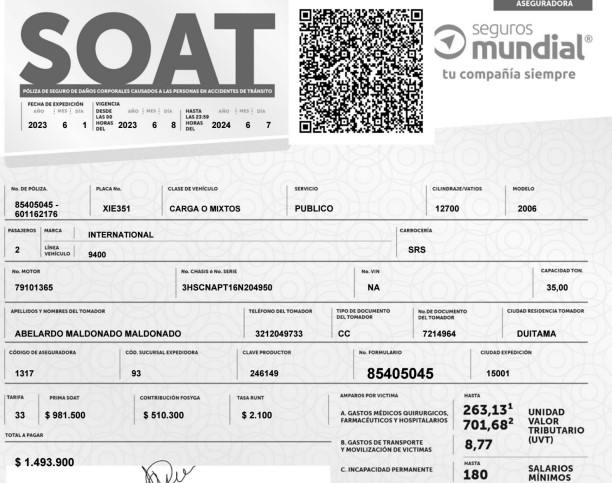 ASEGURADORA
SOAT
PÓLIZA DE SEGURO DE DAÑOS CORPORALES CAUSADOS A LAS PERSONAS EN ACCIDENTES DE TRÁNSITO
seguros
mundial®
tu compañía siempre
FECHA DE EXPEDICIÓN
AÑO MES DÍA
2023 6 1
VIGENCIA
DESDE LAS 00 HORAS DEL
AÑO MES DÍA
2023 6 8
HASTA LAS 23:59 HORAS DEL
AÑO MES DÍA
2024 6 7
No. DE PÓLIZA. PLACA No. CLASE DE VEHÍCULO SERVICIO CILINDRAJE/VATIOS MODELO
85405045 -
601162176 XIE351 CARGA O MIXTOS PUBLICO 12700 2006
PASAJEROS MARCA INTERNATIONAL CARROCERÍA
2 LÍNEA VEHÍCULO 9400 SRS
No. MOTOR No. CHASIS ó No. SERIE No. VIN CAPACIDAD TON.
79101365 3HSCNAPT16N204950 NA 35,00
APELLIDOS Y NOMBRES DEL TOMADOR TELÉFONO DEL TOMADOR TIPO DE DOCUMENTO DEL TOMADOR No. DE DOCUMENTO DEL TOMADOR CIUDAD RESIDENCIA TOMADOR
ABELARDO MALDONADO MALDONADO 3212049733 CC 7214964 DUITAMA
CÓDIGO DE ASEGURADORA CÓD. SUCURSAL EXPEDIDORA CLAVE PRODUCTOR No. FORMULARIO CIUDAD EXPEDICIÓN
1317 93 246149 85405045 15001
TARIFA PRIMA SOAT CONTRIBUCIÓN FOSYGA TASA RUNT
33 $ 981.500 $ 510.300 $ 2.100
TOTAL A PAGAR
$ 1.493.900
AMPAROS POR VICTIMA HASTA
A. GASTOS MÉDICOS QUIRURGICOS,
FARMACÉUTICOS Y HOSPITALARIOS
263,13¹
701,68²
B. GASTOS DE TRANSPORTE
Y MOVILIZACIÓN DE VICTIMAS
8,77
UNIDAD
VALOR
TRIBUTARIO
(UVT)
C. INCAPACIDAD PERMANENTE
HASTA
180
SALARIOS
MÍNIMOS